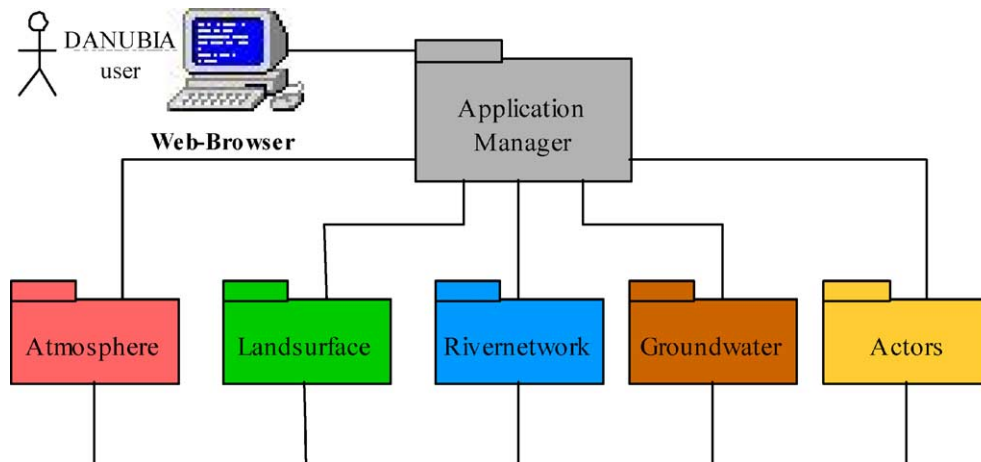 DANUBIA
user
Web-Browser
Application
Manager
Atmosphere
Landsurface
Rivernetwork
Groundwater
Actors